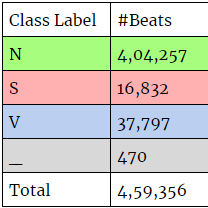 Class Label #Beats
N 4,04,257
S 16,832
V 37,797
_ 470
Total 4,59,356